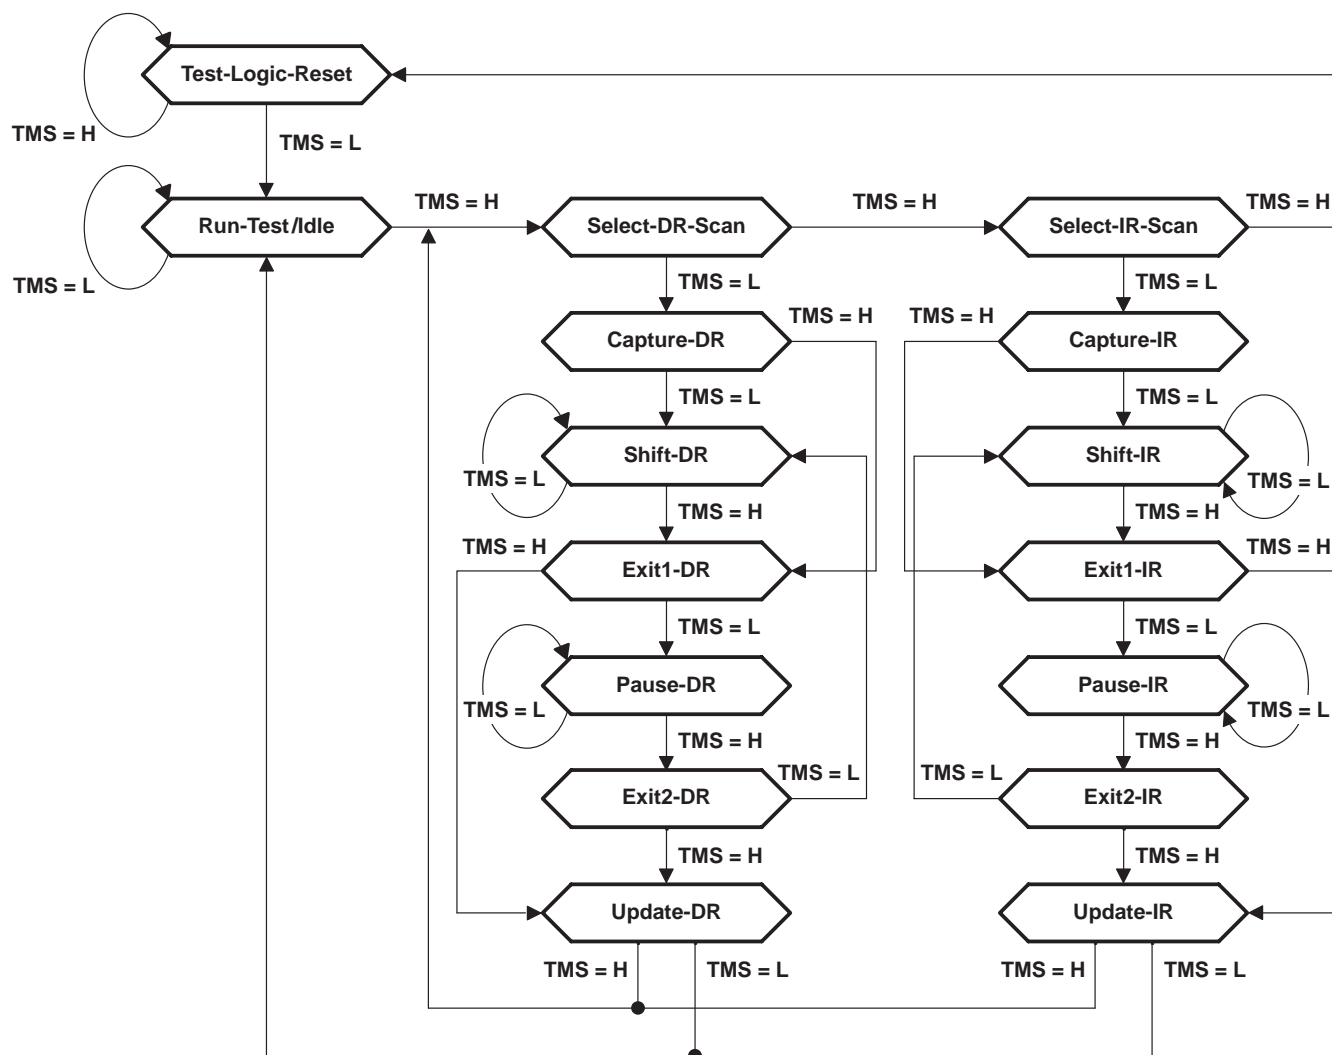 Test-Logic-Reset
TMS = H
TMS = L
TMS = H
TMS = H
TMS = H
Run-Test/Idle
Select-DR-Scan
Select-IR-Scan
TMS = L
TMS = L
TMS = L
TMS = H
TMS = H
Capture-DR
Capture-IR
TMS = L
TMS = L
Shift-DR
Shift-IR
TMS = L
TMS = L
TMS = H
TMS = H
TMS = H
TMS = H
Exit1-DR
Exit1-IR
TMS = L
TMS = L
Pause-DR
Pause-IR
TMS = L
TMS = L
TMS = H
TMS = H
TMS = L
TMS = L
Exit2-DR
Exit2-IR
TMS = H
TMS = H
Update-DR
Update-IR
TMS = H
TMS = L
TMS = H
TMS = L